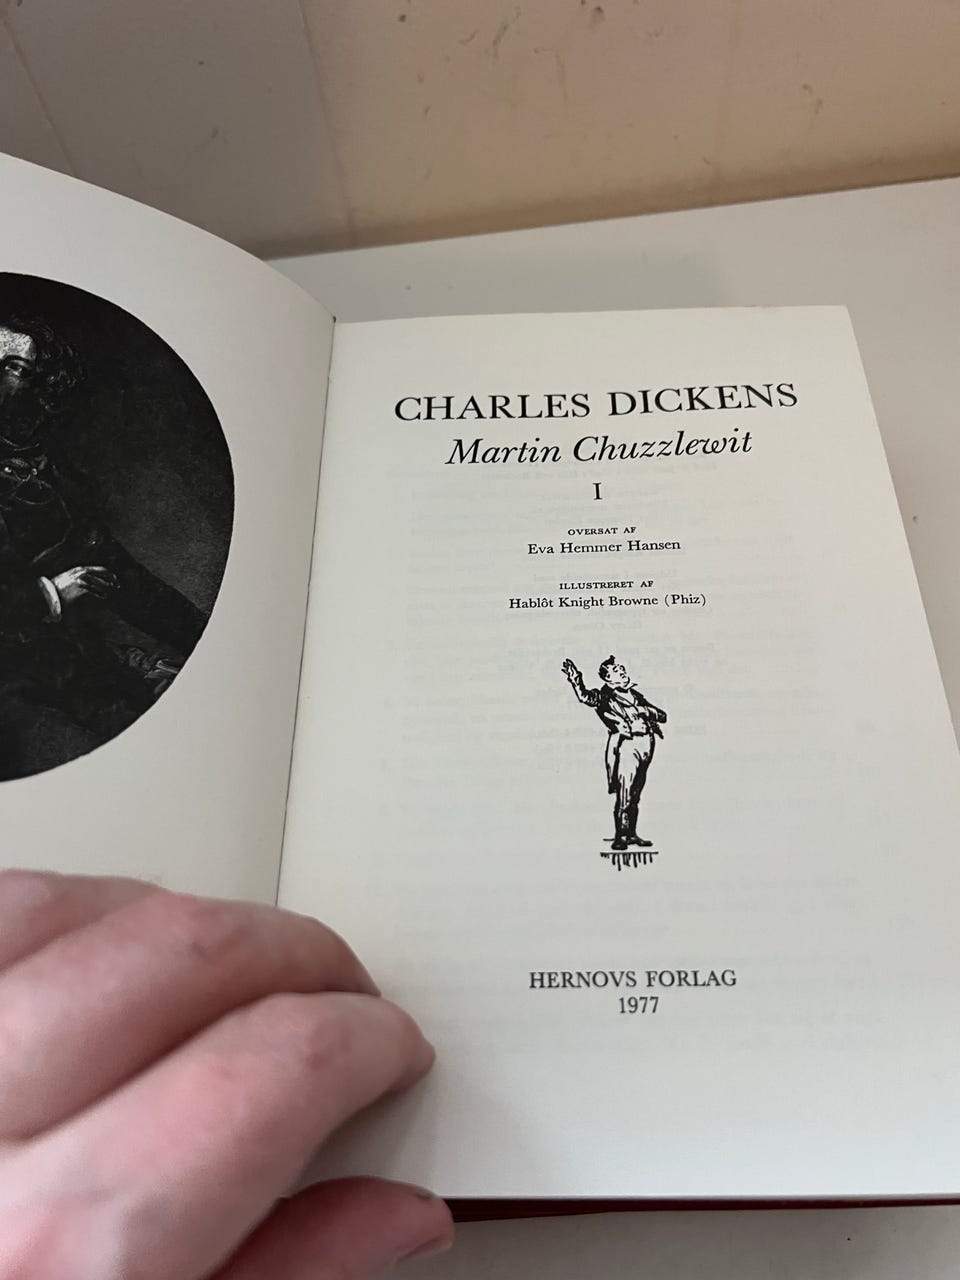 CHARLES DICKENS
Martin Chuzzlewit
I
OVERSAT AF
Eva Hemmer Hansen
ILLUSTRERET AF
Hablôt Knight Browne (Phiz)
HERNOVS FORLAG
1977